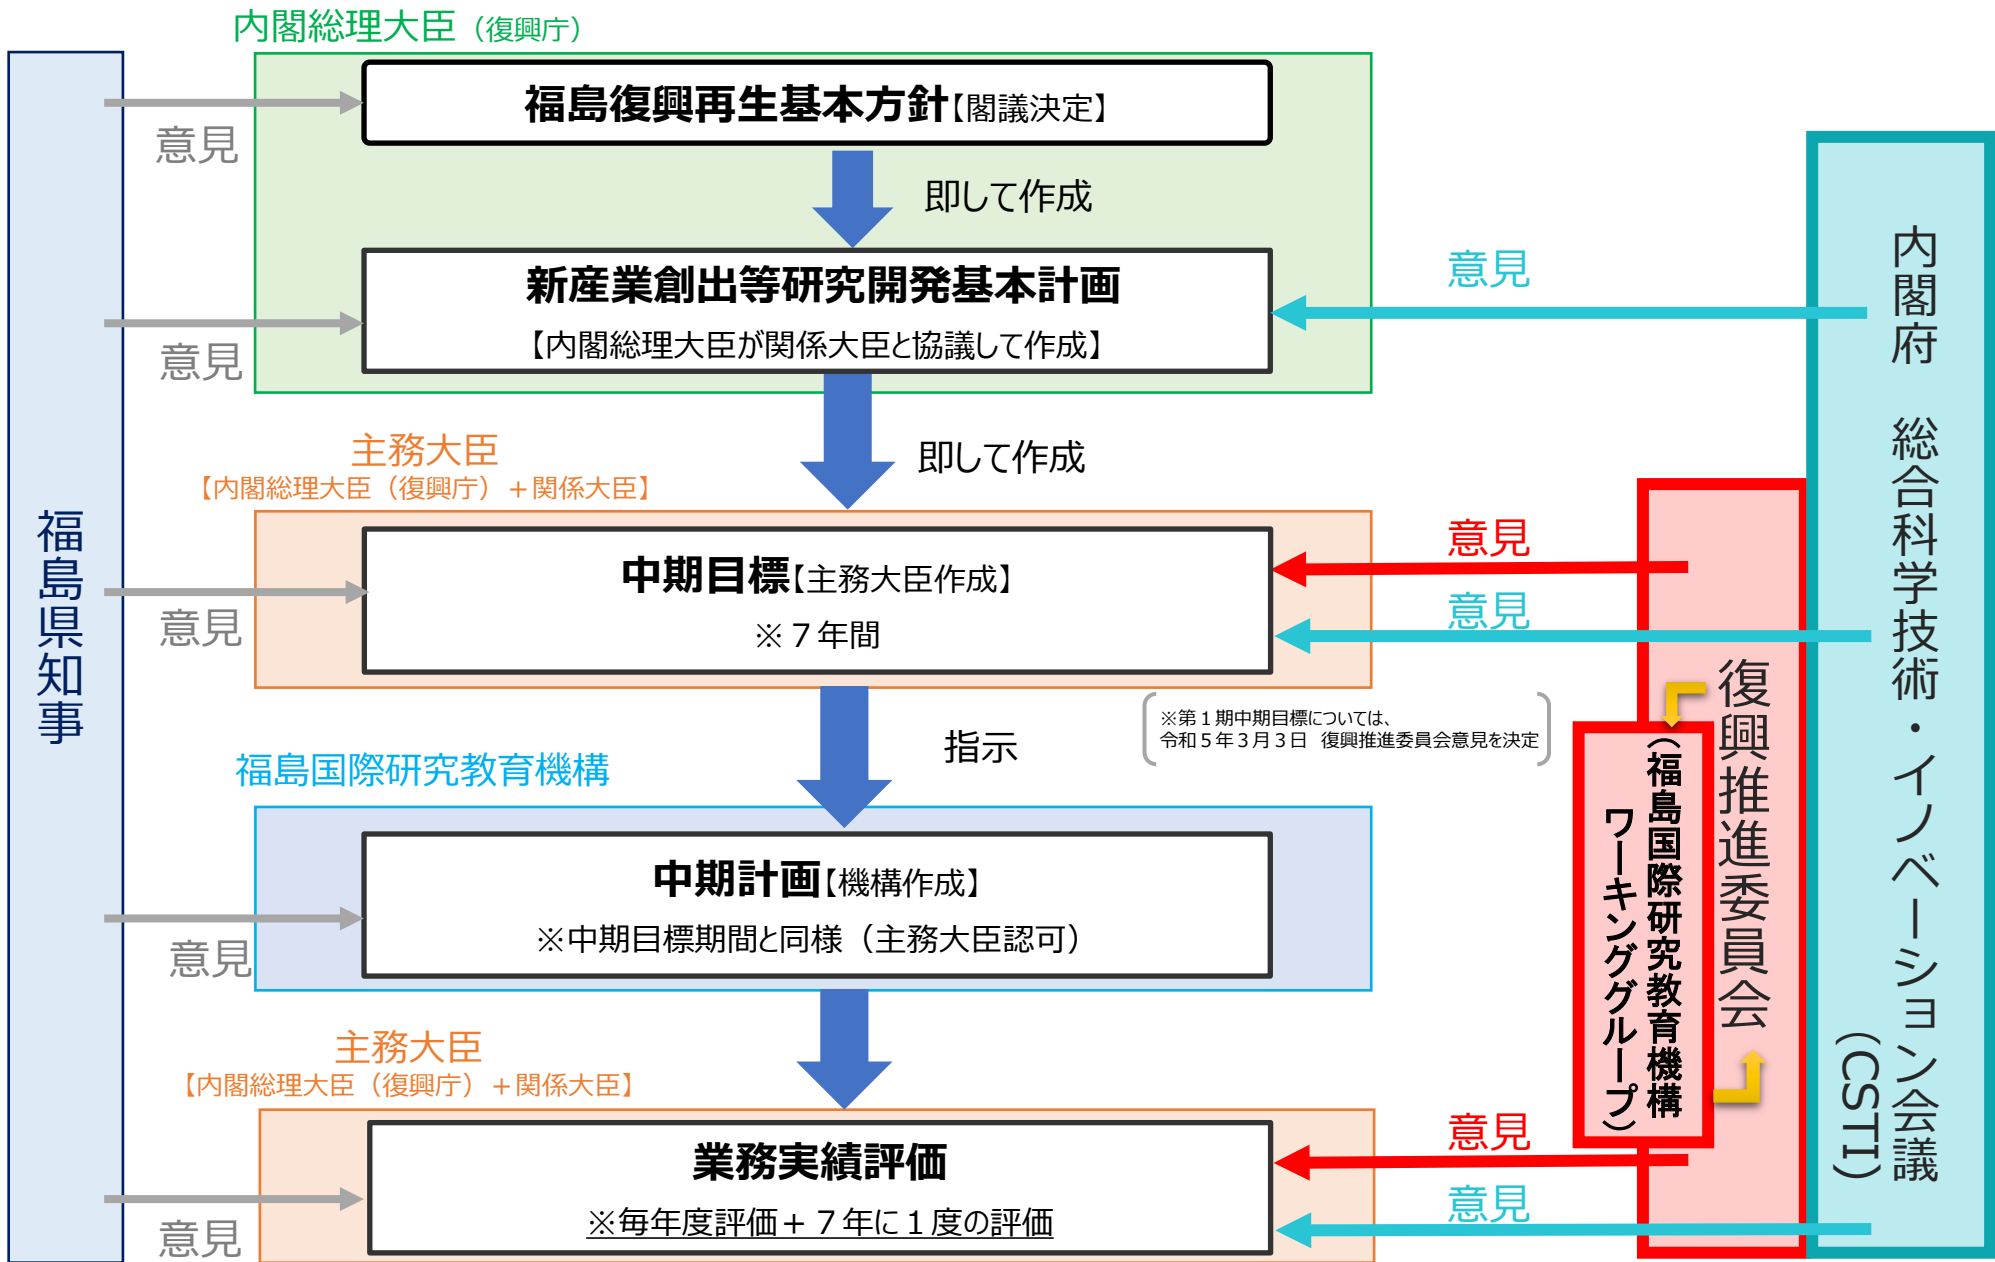 内閣総理大臣（復興庁）
福島県知事
意見
福島復興再生基本方針【閣議決定】
即して作成
意見
新産業創出等研究開発基本計画
【内閣総理大臣が関係大臣と協議して作成】
意見
即して作成
主務大臣
【内閣総理大臣（復興庁）＋関係大臣】
意見
中期目標【主務大臣作成】
※７年間
意見
意見
※第１期中期目標については、
令和５年３月３日　復興推進委員会意見を決定
指示
福島国際研究教育機構
意見
中期計画【機構作成】
※中期目標期間と同様（主務大臣認可）
主務大臣
【内閣総理大臣（復興庁）＋関係大臣】
意見
業務実績評価
※毎年度評価＋７年に１度の評価
意見
意見
復興推進委員会
（福島国際研究教育機構
ワーキンググループ）
内閣府　総合科学技術・イノベーション会議
（CSTI）